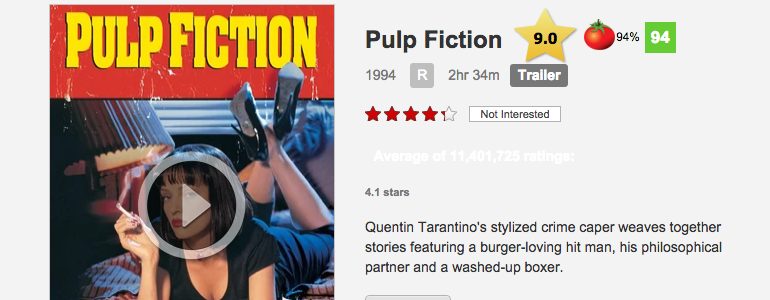 PULP FICTION
Pulp Fiction
9.0
94%
94
1994 R 2hr 34m Trailer
Not Interested
Average of 11,401,725 ratings:
4.1 stars
Quentin Tarantino's stylized crime caper weaves together
stories featuring a burger-loving hit man, his philosophical
partner and a washed-up boxer.